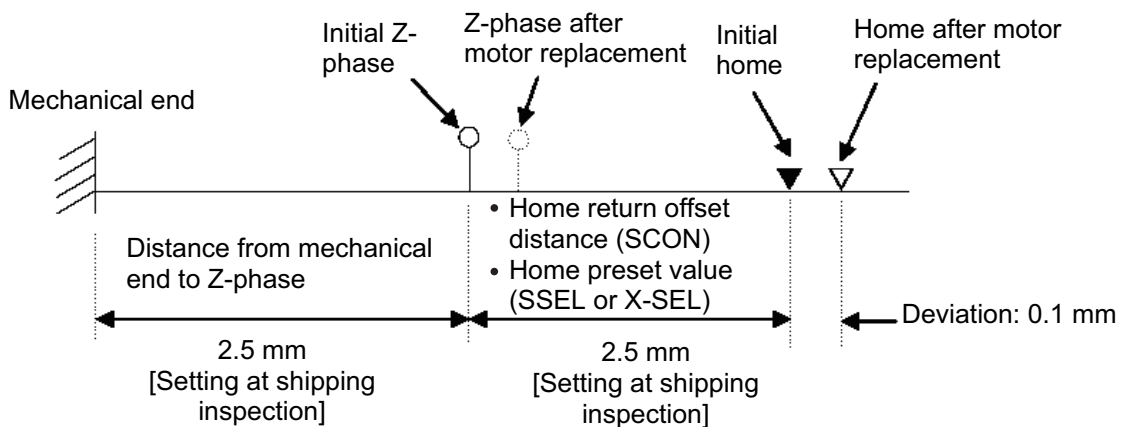 Initial Z-
phase
Z-phase after
motor replacement
Initial
home
Home after motor
replacement
Mechanical end
Distance from mechanical
end to Z-phase
• Home return offset
distance (SCON)
• Home preset value
(SSEL or X-SEL)
Deviation: 0.1 mm
2.5 mm
[Setting at shipping
inspection]
2.5 mm
[Setting at shipping
inspection]